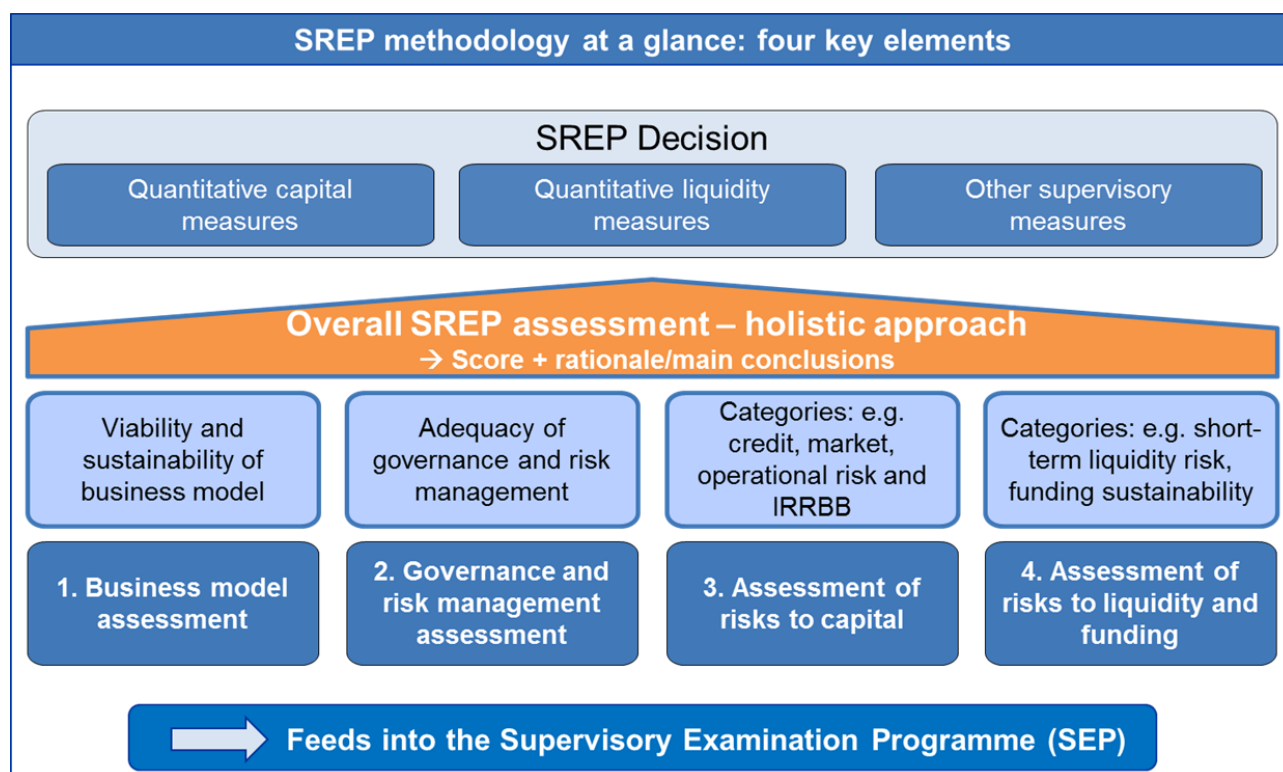 SREP methodology at a glance: four key elements
SREP Decision
Quantitative capital
measures
Quantitative liquidity
measures
Other supervisory
measures
Overall SREP assessment – holistic approach
→ Score + rationale/main conclusions
Viability and
sustainability of
business model
Adequacy of
governance and risk
management
Categories: e.g.
credit, market,
operational risk and
IRRBB
Categories: e.g. short-
term liquidity risk,
funding sustainability
1. Business model
assessment
2. Governance and
risk management
assessment
3. Assessment of
risks to capital
4. Assessment of
risks to liquidity and
funding
Feeds into the Supervisory Examination Programme (SEP)